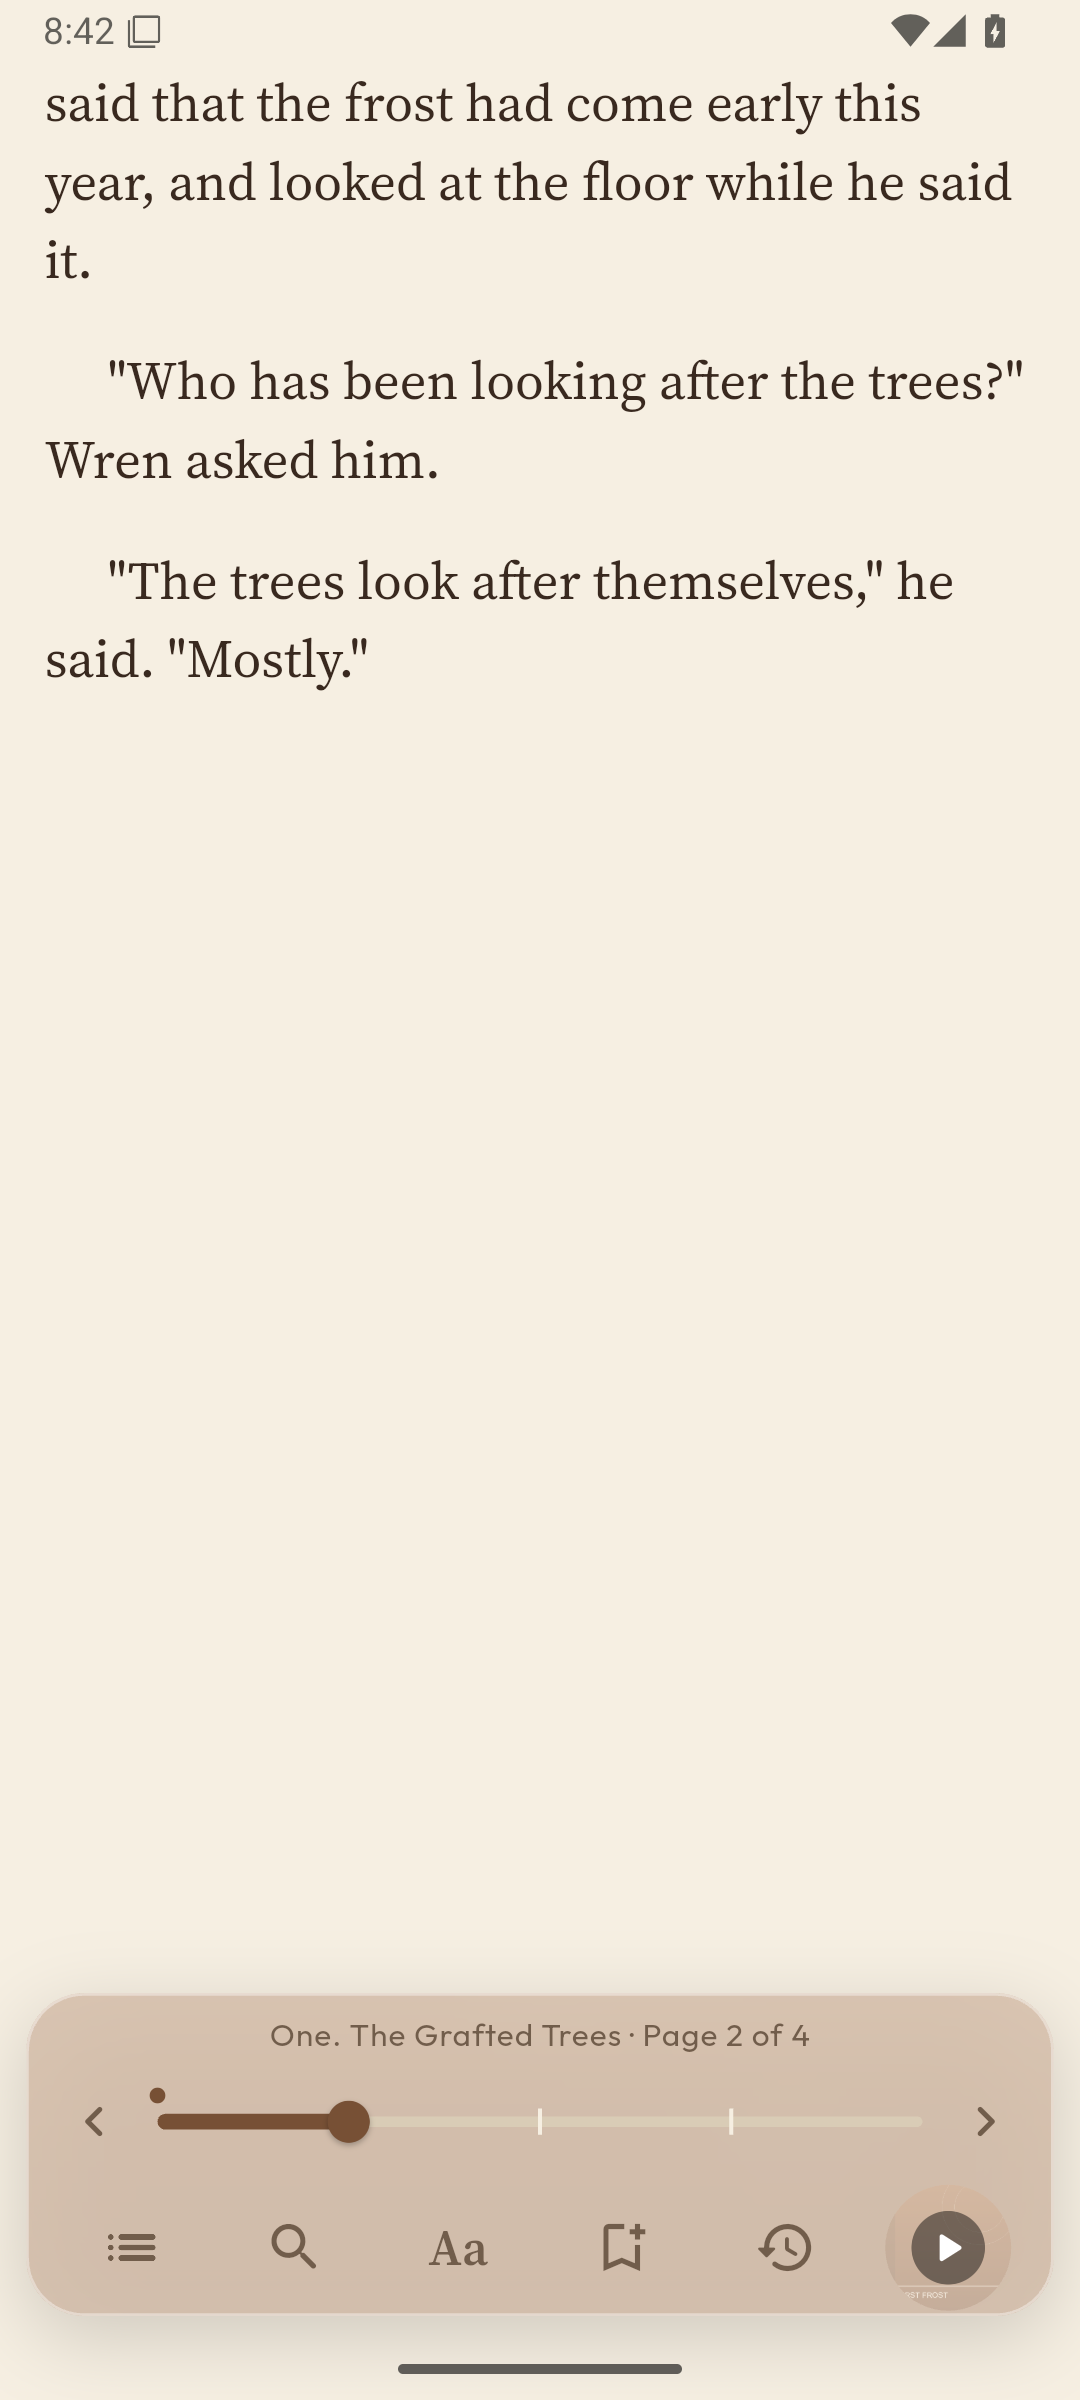 8:42
said that the frost had come early this
year, and looked at the floor while he said
it.
"Who has been looking after the trees?"
Wren asked him.
"The trees look after themselves," he
said. "Mostly."
One. The Grafted Trees · Page 2 of 4
Aa
FROST